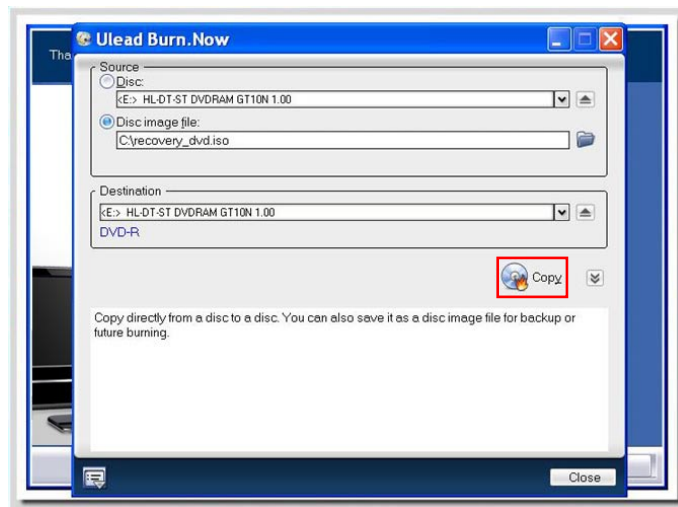 Tha
Ulead Burn.Now
Source
Disc:
<E:> HL-DT-ST DVDRAM GT10N 1.00
Disc image file:
C:\recovery_dvd.iso
Destination
<E:> HL-DT-ST DVDRAM GT10N 1.00
DVD-R
Copy
Copy directly from a disc to a disc. You can also save it as a disc image file for backup or
future burning.
Close